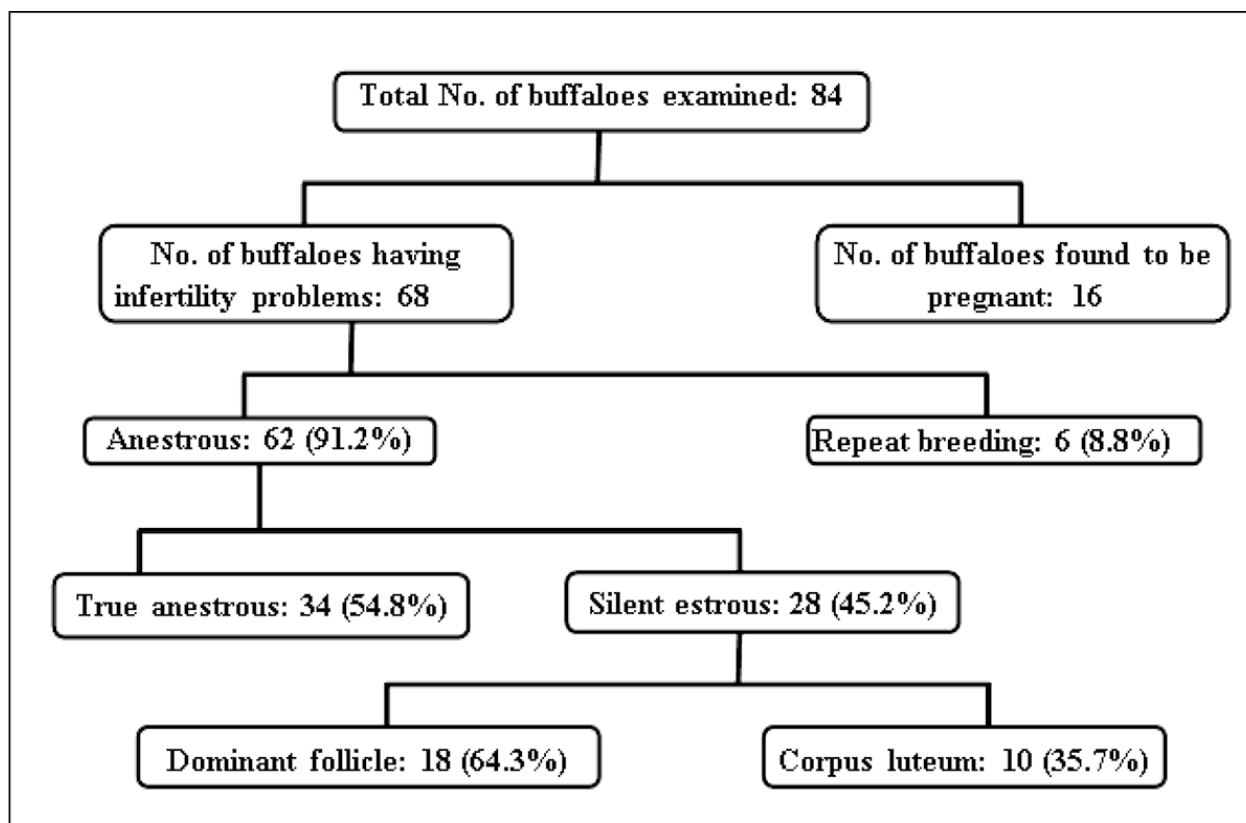 Total No. of buffaloes examined: 84
No. of buffaloes having
infertility problems: 68
No. of buffaloes found to be
pregnant: 16
Anestrous: 62 (91.2%)
Repeat breeding: 6 (8.8%)
True anestrous: 34 (54.8%)
Silent estrous: 28 (45.2%)
Dominant follicle: 18 (64.3%)
Corpus luteum: 10 (35.7%)